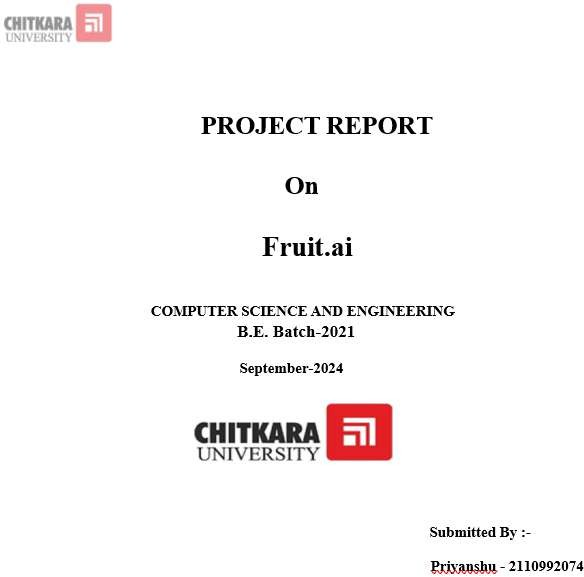 CHITKARA
UNIVERSITY
PROJECT REPORT
On
Fruit.ai
COMPUTER SCIENCE AND ENGINEERING
B.E. Batch-2021
September-2024
CHITKARA
UNIVERSITY
Submitted By :-
Priyanshu - 2110992074